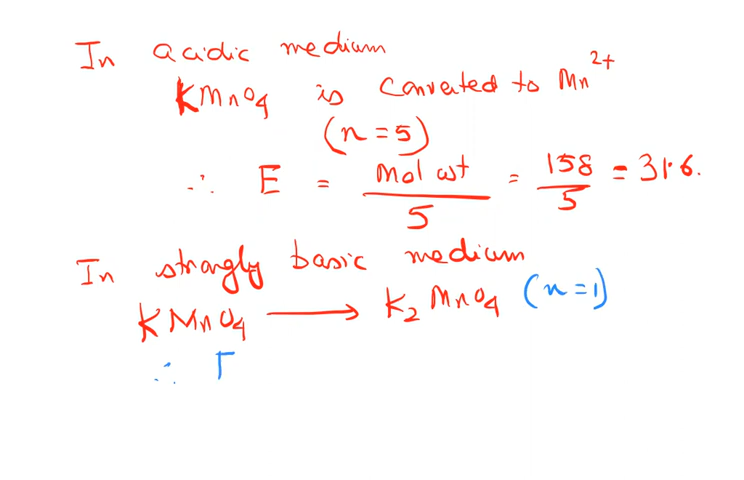 In acidic medium
KMnO4 is converted to Mn2+
(n = 5)
∴ E = Mol wt / 5 = 158 / 5 = 31.6.
In strongly basic medium
KMnO4 ⟶ K2MnO4 (n = 1)
∴